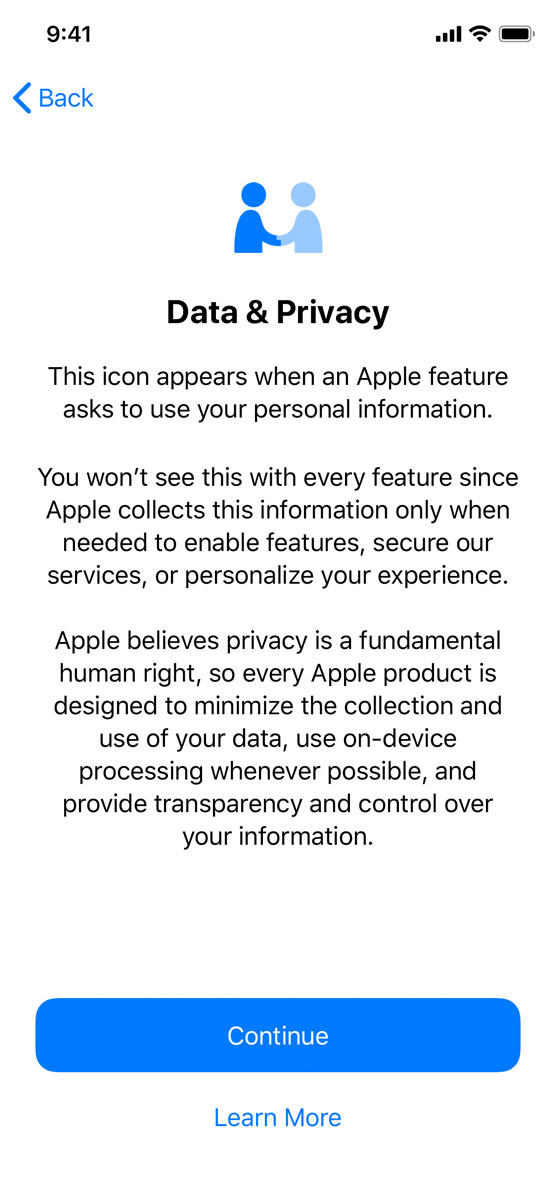 9:41
Back
Data & Privacy
This icon appears when an Apple feature
asks to use your personal information.
You won’t see this with every feature since
Apple collects this information only when
needed to enable features, secure our
services, or personalize your experience.
Apple believes privacy is a fundamental
human right, so every Apple product is
designed to minimize the collection and
use of your data, use on-device
processing whenever possible, and
provide transparency and control over
your information.
Continue
Learn More